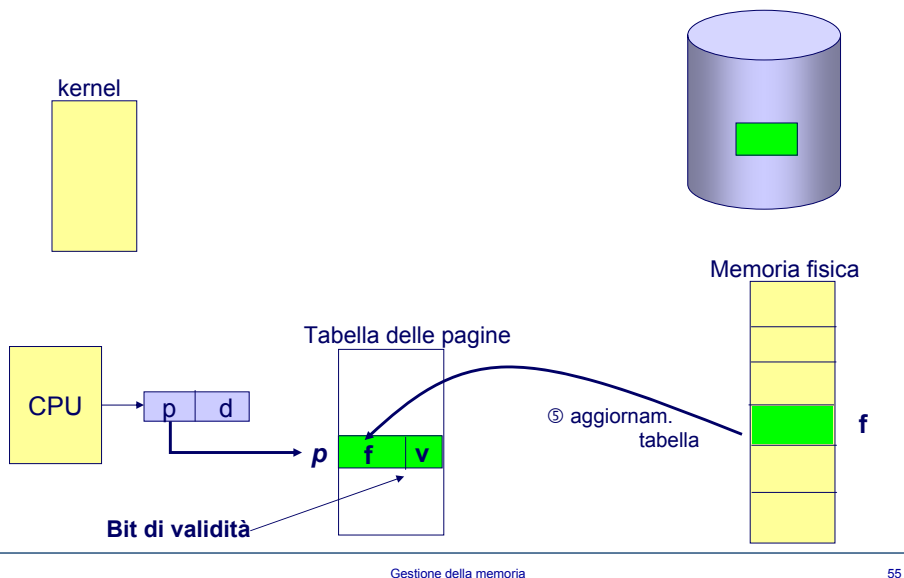 kernel
Memoria fisica
Tabella delle pagine
CPU
p d
⑤ aggiornam.
tabella
f
p f v
Bit di validità
Gestione della memoria 55